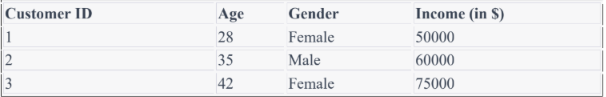 Customer ID Age Gender Income (in $)
1 28 Female 50000
2 35 Male 60000
3 42 Female 75000